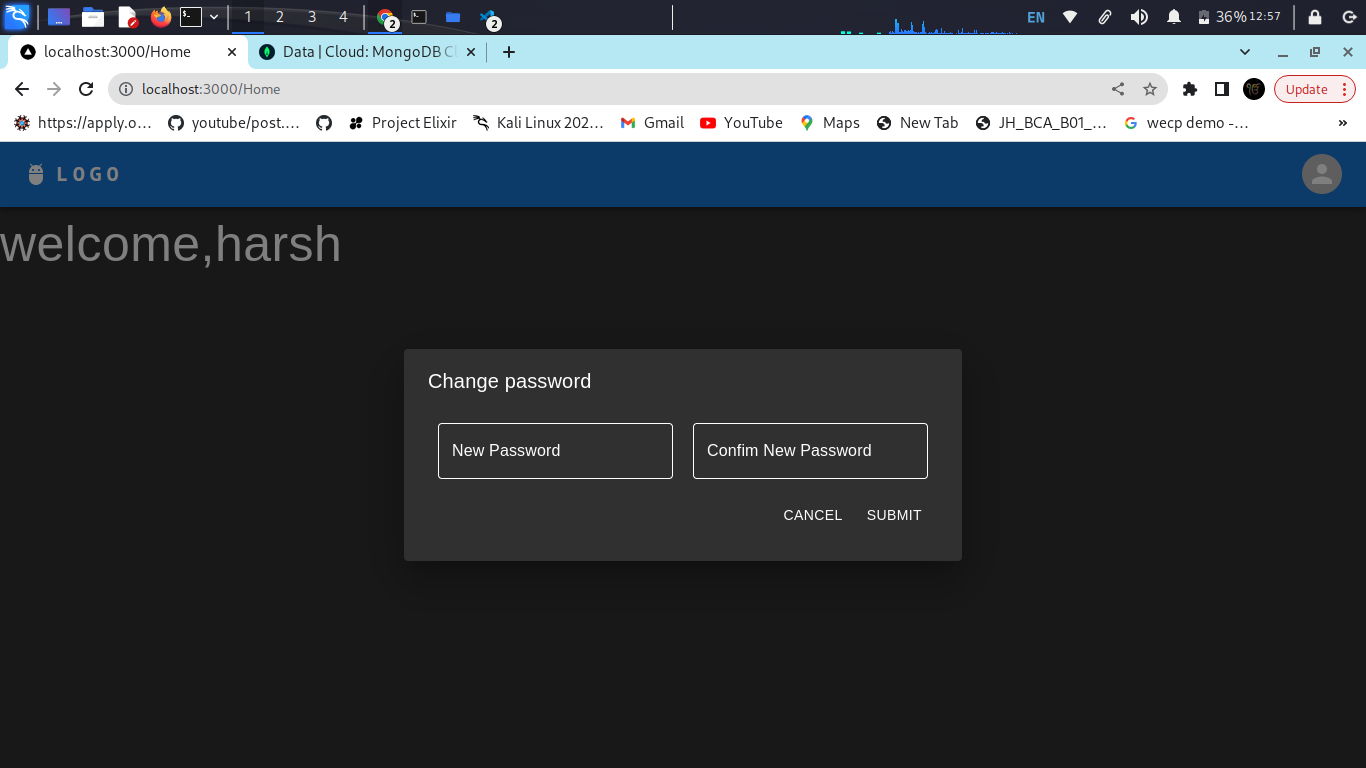 1 2 3 4 2 2 EN 36% 12:57
localhost:3000/Home Data | Cloud: MongoDB C
localhost:3000/Home Update
https://apply.o... youtube/post.... Project Elixir Kali Linux 202... Gmail YouTube Maps New Tab JH_BCA_B01_... wecp demo -... »
LOGO
welcome,harsh
Change password
New Password Confim New Password
CANCEL SUBMIT